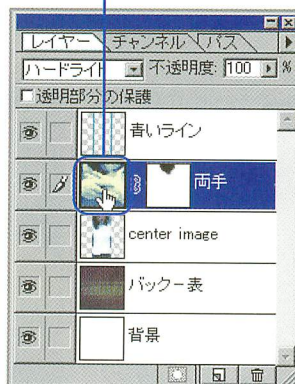 レイヤー チャンネル パス
ハードライト 不透明度: 100 %
透明部分の保護
青いライン
両手
center image
バック一表
背景